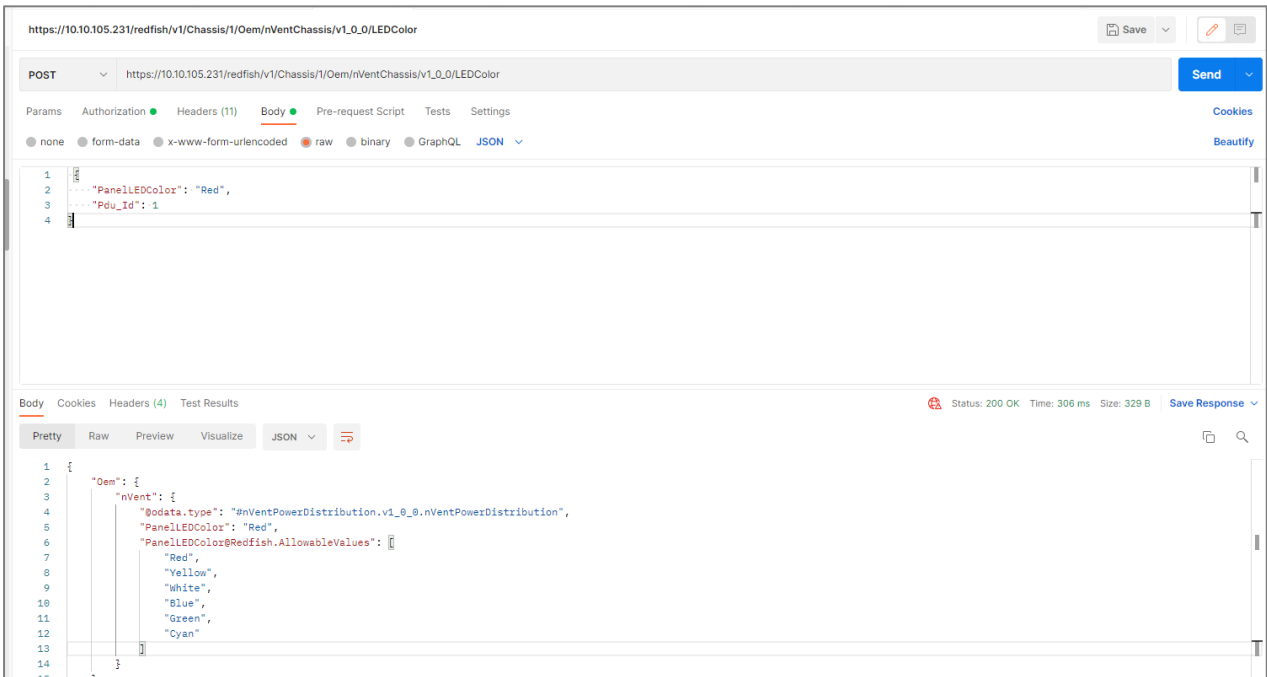 https://10.10.105.231/redfish/v1/Chassis/1/Oem/nVentChassis/v1_0_0/LEDColor
Save
POST https://10.10.105.231/redfish/v1/Chassis/1/Oem/nVentChassis/v1_0_0/LEDColor Send
Params Authorization Headers (11) Body Pre-request Script Tests Settings Cookies
none form-data x-www-form-urlencoded raw binary GraphQL JSON Beautify
1 {
2 "PanelLEDColor": "Red",
3 "Pdu_Id": 1
4 }
Body Cookies Headers (4) Test Results Status: 200 OK Time: 306 ms Size: 329 B Save Response
Pretty Raw Preview Visualize JSON
1 {
2 "Oem": {
3 "nVent": {
4 "@odata.type": "#nVentPowerDistribution.v1_0_0.nVentPowerDistribution",
5 "PanelLEDColor": "Red",
6 "PanelLEDColor@Redfish.AllowableValues": [
7 "Red",
8 "Yellow",
9 "White",
10 "Blue",
11 "Green",
12 "Cyan"
13 ]
14 }